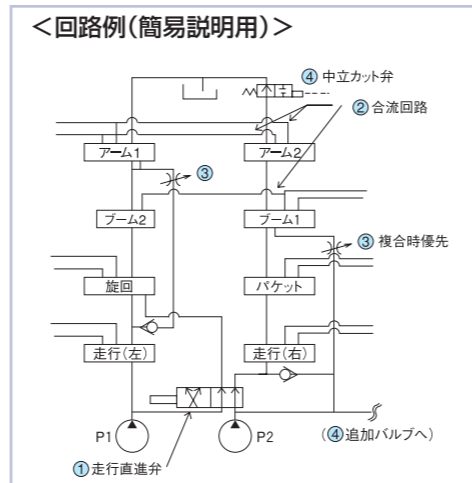 ＜回路例(簡易説明用)＞
④ 中立カット弁
② 合流回路
アーム1
アーム2
③
ブーム2
ブーム1
③ 複合時優先
旋回
パケット
走行(左)
走行(右)
P1
P2
(④追加バルブへ)
①走行直進弁